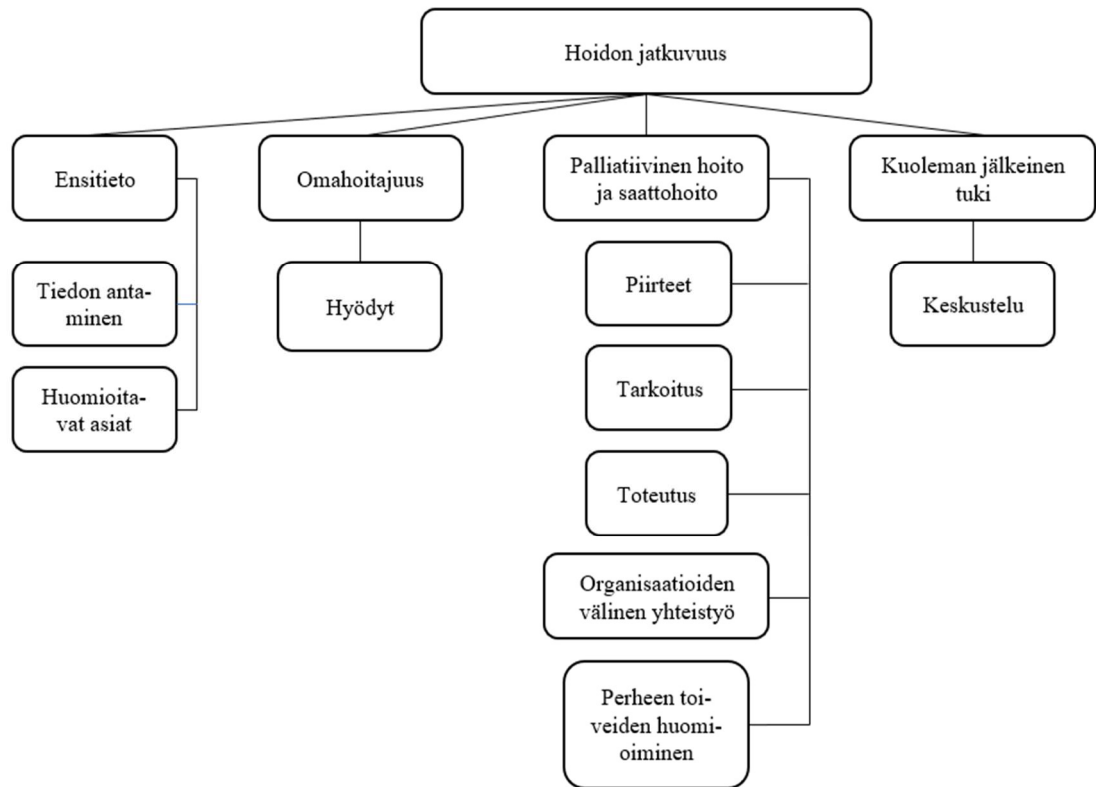 Hoidon jatkuvuus
Ensitieto
Omahoitajuus
Palliatiivinen hoito
ja saattohoito
Kuoleman jälkeinen
tuki
Tiedon anta-
minen
Huomioita-
vat asiat
Hyödyt
Piirteet
Tarkoitus
Toteutus
Organisaatioiden
välinen yhteistyö
Perheen toi-
veiden huomi-
oiminen
Keskustelu